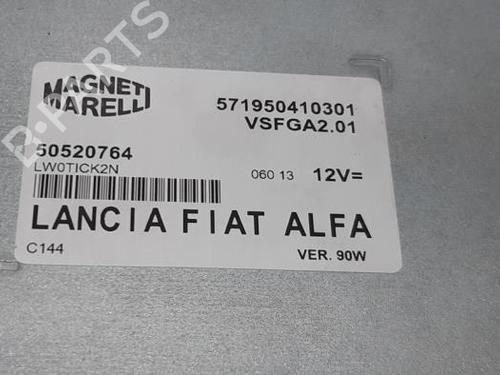 B-PARTS
MAGNETI MARELLI
571950410301
VSFGA2.01
50520764
LW0TICK2N
060 13 12V=
LANCIA FIAT ALFA
C144
VER. 90W